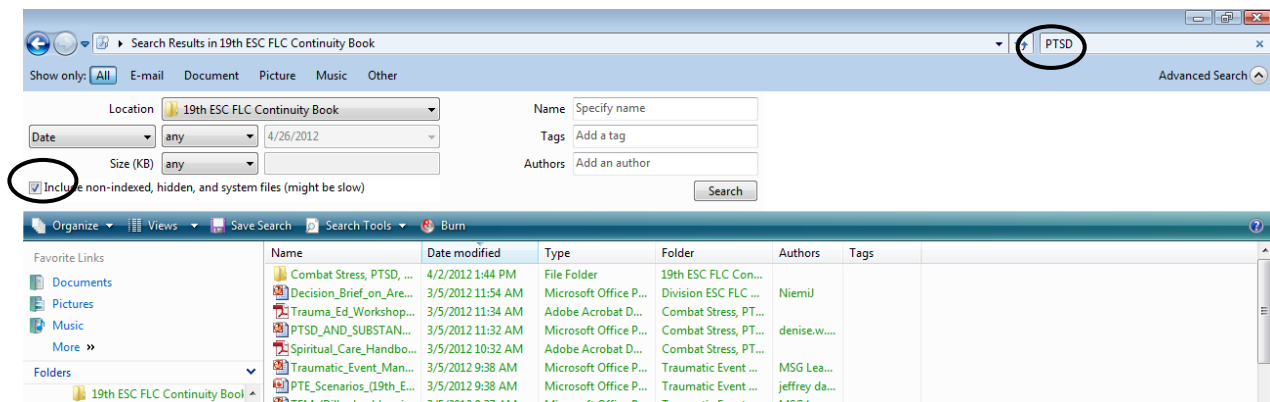 Search Results in 19th ESC FLC Continuity Book PTSD
Show only: All E-mail Document Picture Music Other Advanced Search
Location 19th ESC FLC Continuity Book Name Specify name
Date any 4/26/2012 Tags Add a tag
Size (KB) any Authors Add an author
Include non-indexed, hidden, and system files (might be slow) Search
Organize Views Save Search Search Tools Burn
Favorite Links Name Date modified Type Folder Authors Tags
Documents Combat Stress, PTSD, ... 4/2/2012 1:44 PM File Folder 19th ESC FLC Con...
Decision_Brief_on_Are... 3/5/2012 11:54 AM Microsoft Office P... Division ESC FLC ... NiemiJ
Pictures Trauma_Ed_Workshop... 3/5/2012 11:34 AM Adobe Acrobat D... Combat Stress, PT...
Music PTSD_AND_SUBSTAN... 3/5/2012 11:32 AM Microsoft Office P... Combat Stress, PT... denise.w....
More » Spiritual_Care_Handbo... 3/5/2012 10:32 AM Adobe Acrobat D... Combat Stress, PT...
Folders Traumatic_Event_Man... 3/5/2012 9:38 AM Microsoft Office P... Traumatic Event ... MSG Lea...
19th ESC FLC Continuity Book PTE_Scenarios_(19th_E... 3/5/2012 9:38 AM Microsoft Office P... Traumatic Event ... jeffrey da...